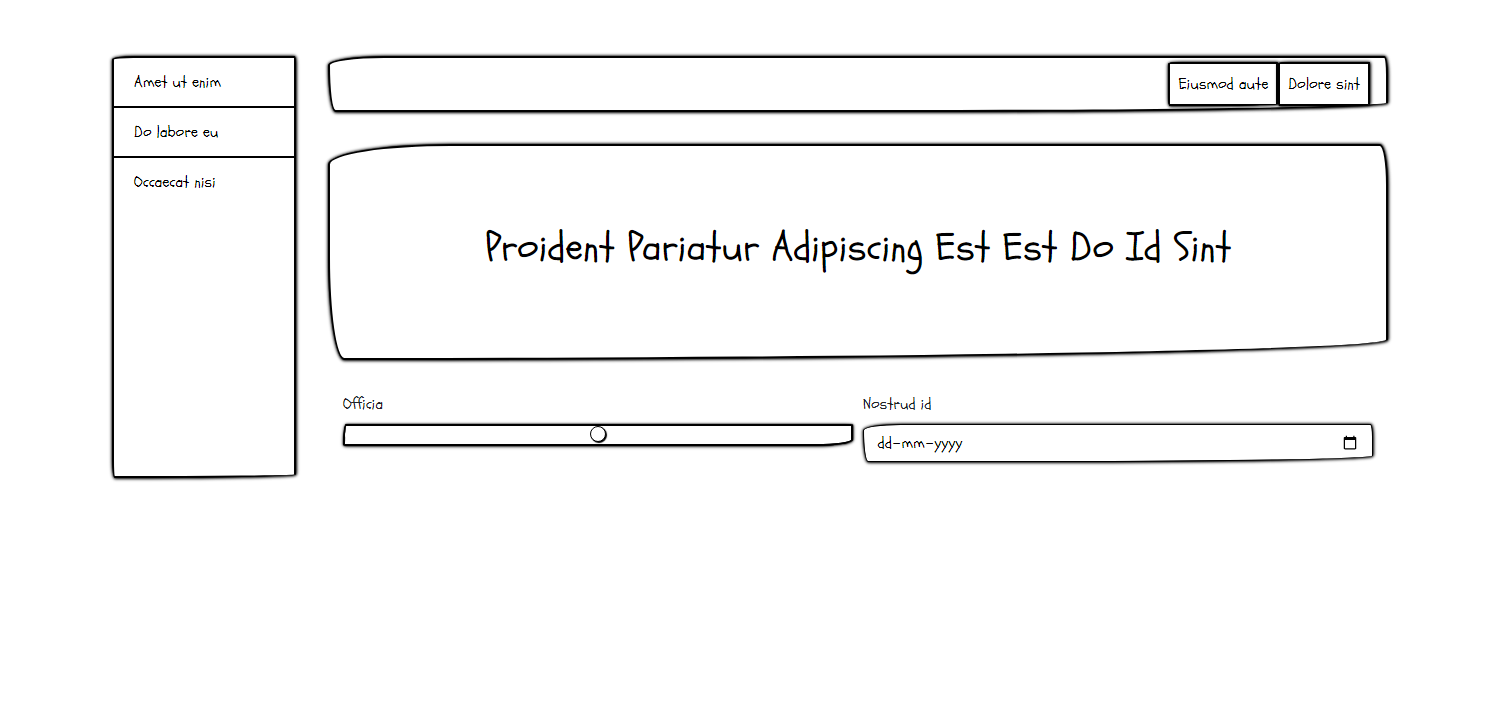 Amet ut enim
Do labore eu
Occaecat nisi
Eiusmod aute
Dolore sint
Proident Pariatur Adipiscing Est Est Do Id Sint
Officia
Nostrud id
dd-mm-yyyy